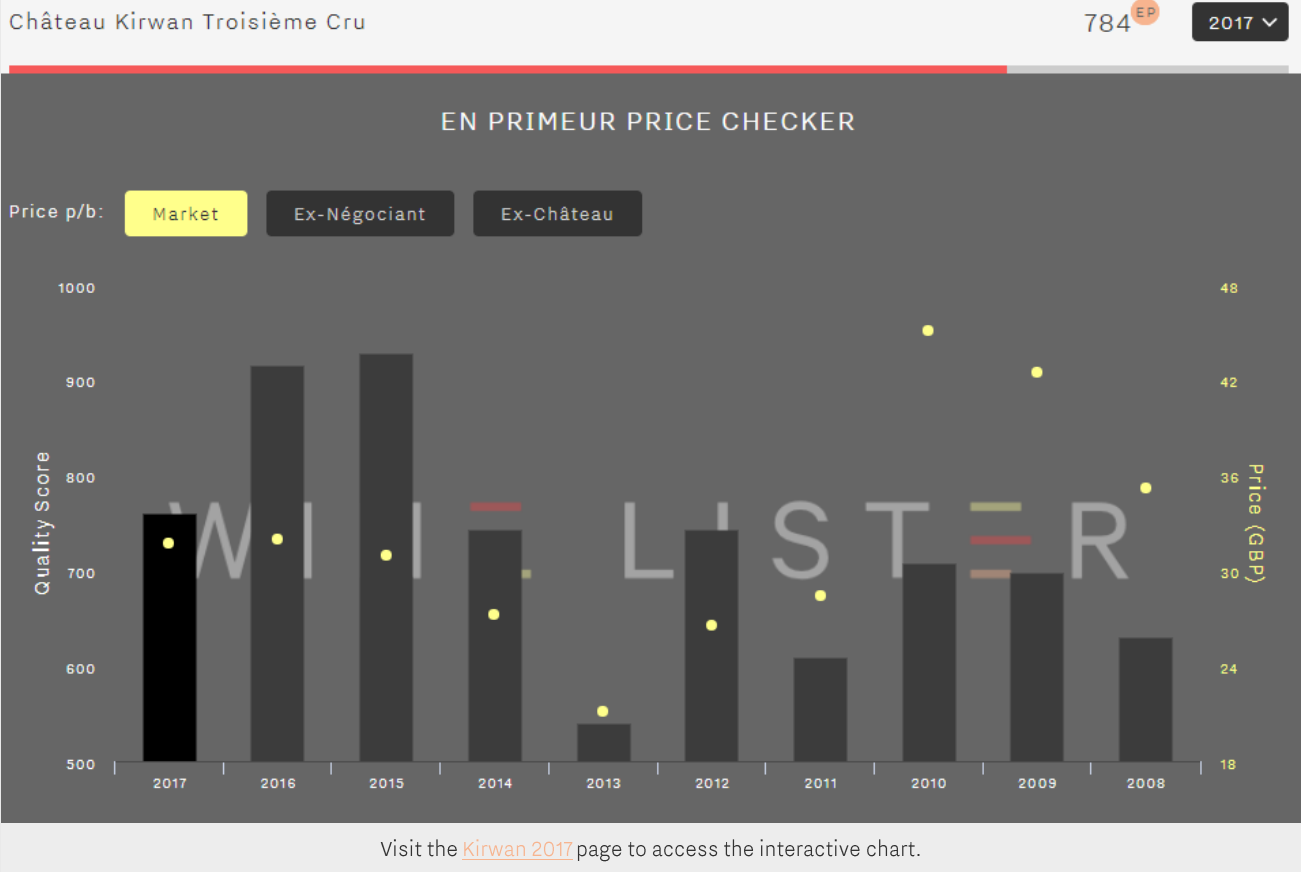 Château Kirwan Troisième Cru
784 EP
2017
EN PRIMEUR PRICE CHECKER
Price p/b: Market Ex-Négociant Ex-Château
Quality Score
1000
900
800
700
600
500
WINE LISTER
48
42
36
30
24
18
Price (GBP)
2017 2016 2015 2014 2013 2012 2011 2010 2009 2008
Visit the Kirwan 2017 page to access the interactive chart.